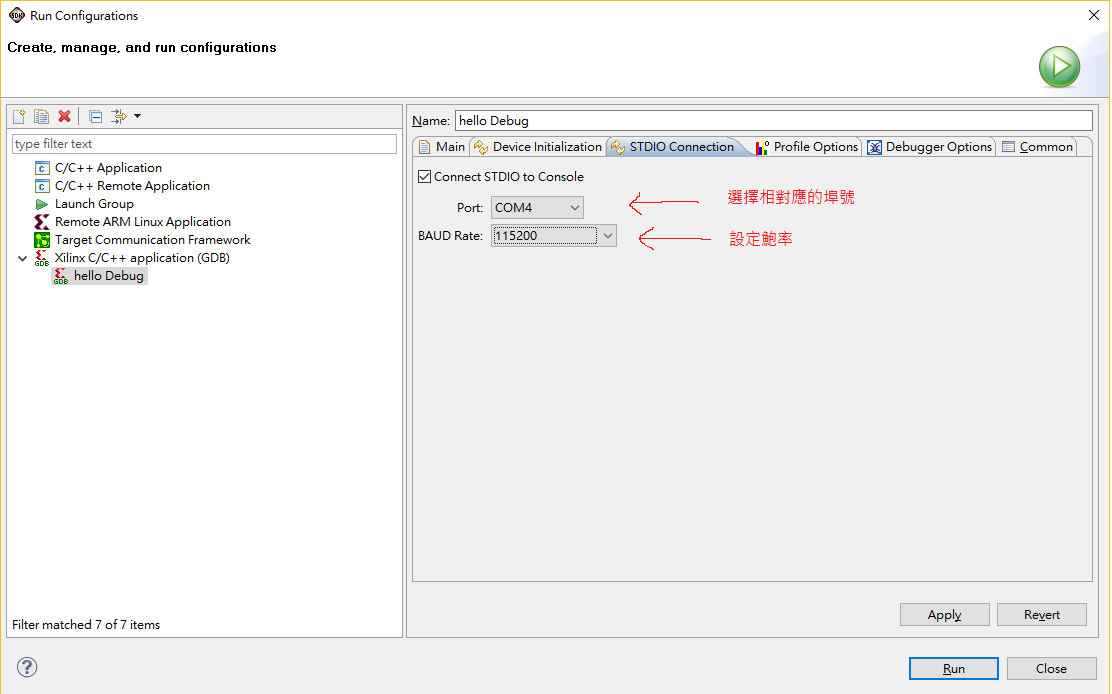 Run Configurations
Create, manage, and run configurations
type filter text
C/C++ Application
C/C++ Remote Application
Launch Group
Remote ARM Linux Application
Target Communication Framework
Xilinx C/C++ application (GDB)
hello Debug
Filter matched 7 of 7 items
Name: hello Debug
Main Device Initialization STDIO Connection Profile Options Debugger Options Common
Connect STDIO to Console
Port: COM4 選擇相對應的埠號
BAUD Rate: 115200 設定鮑率
Apply Revert
Run Close